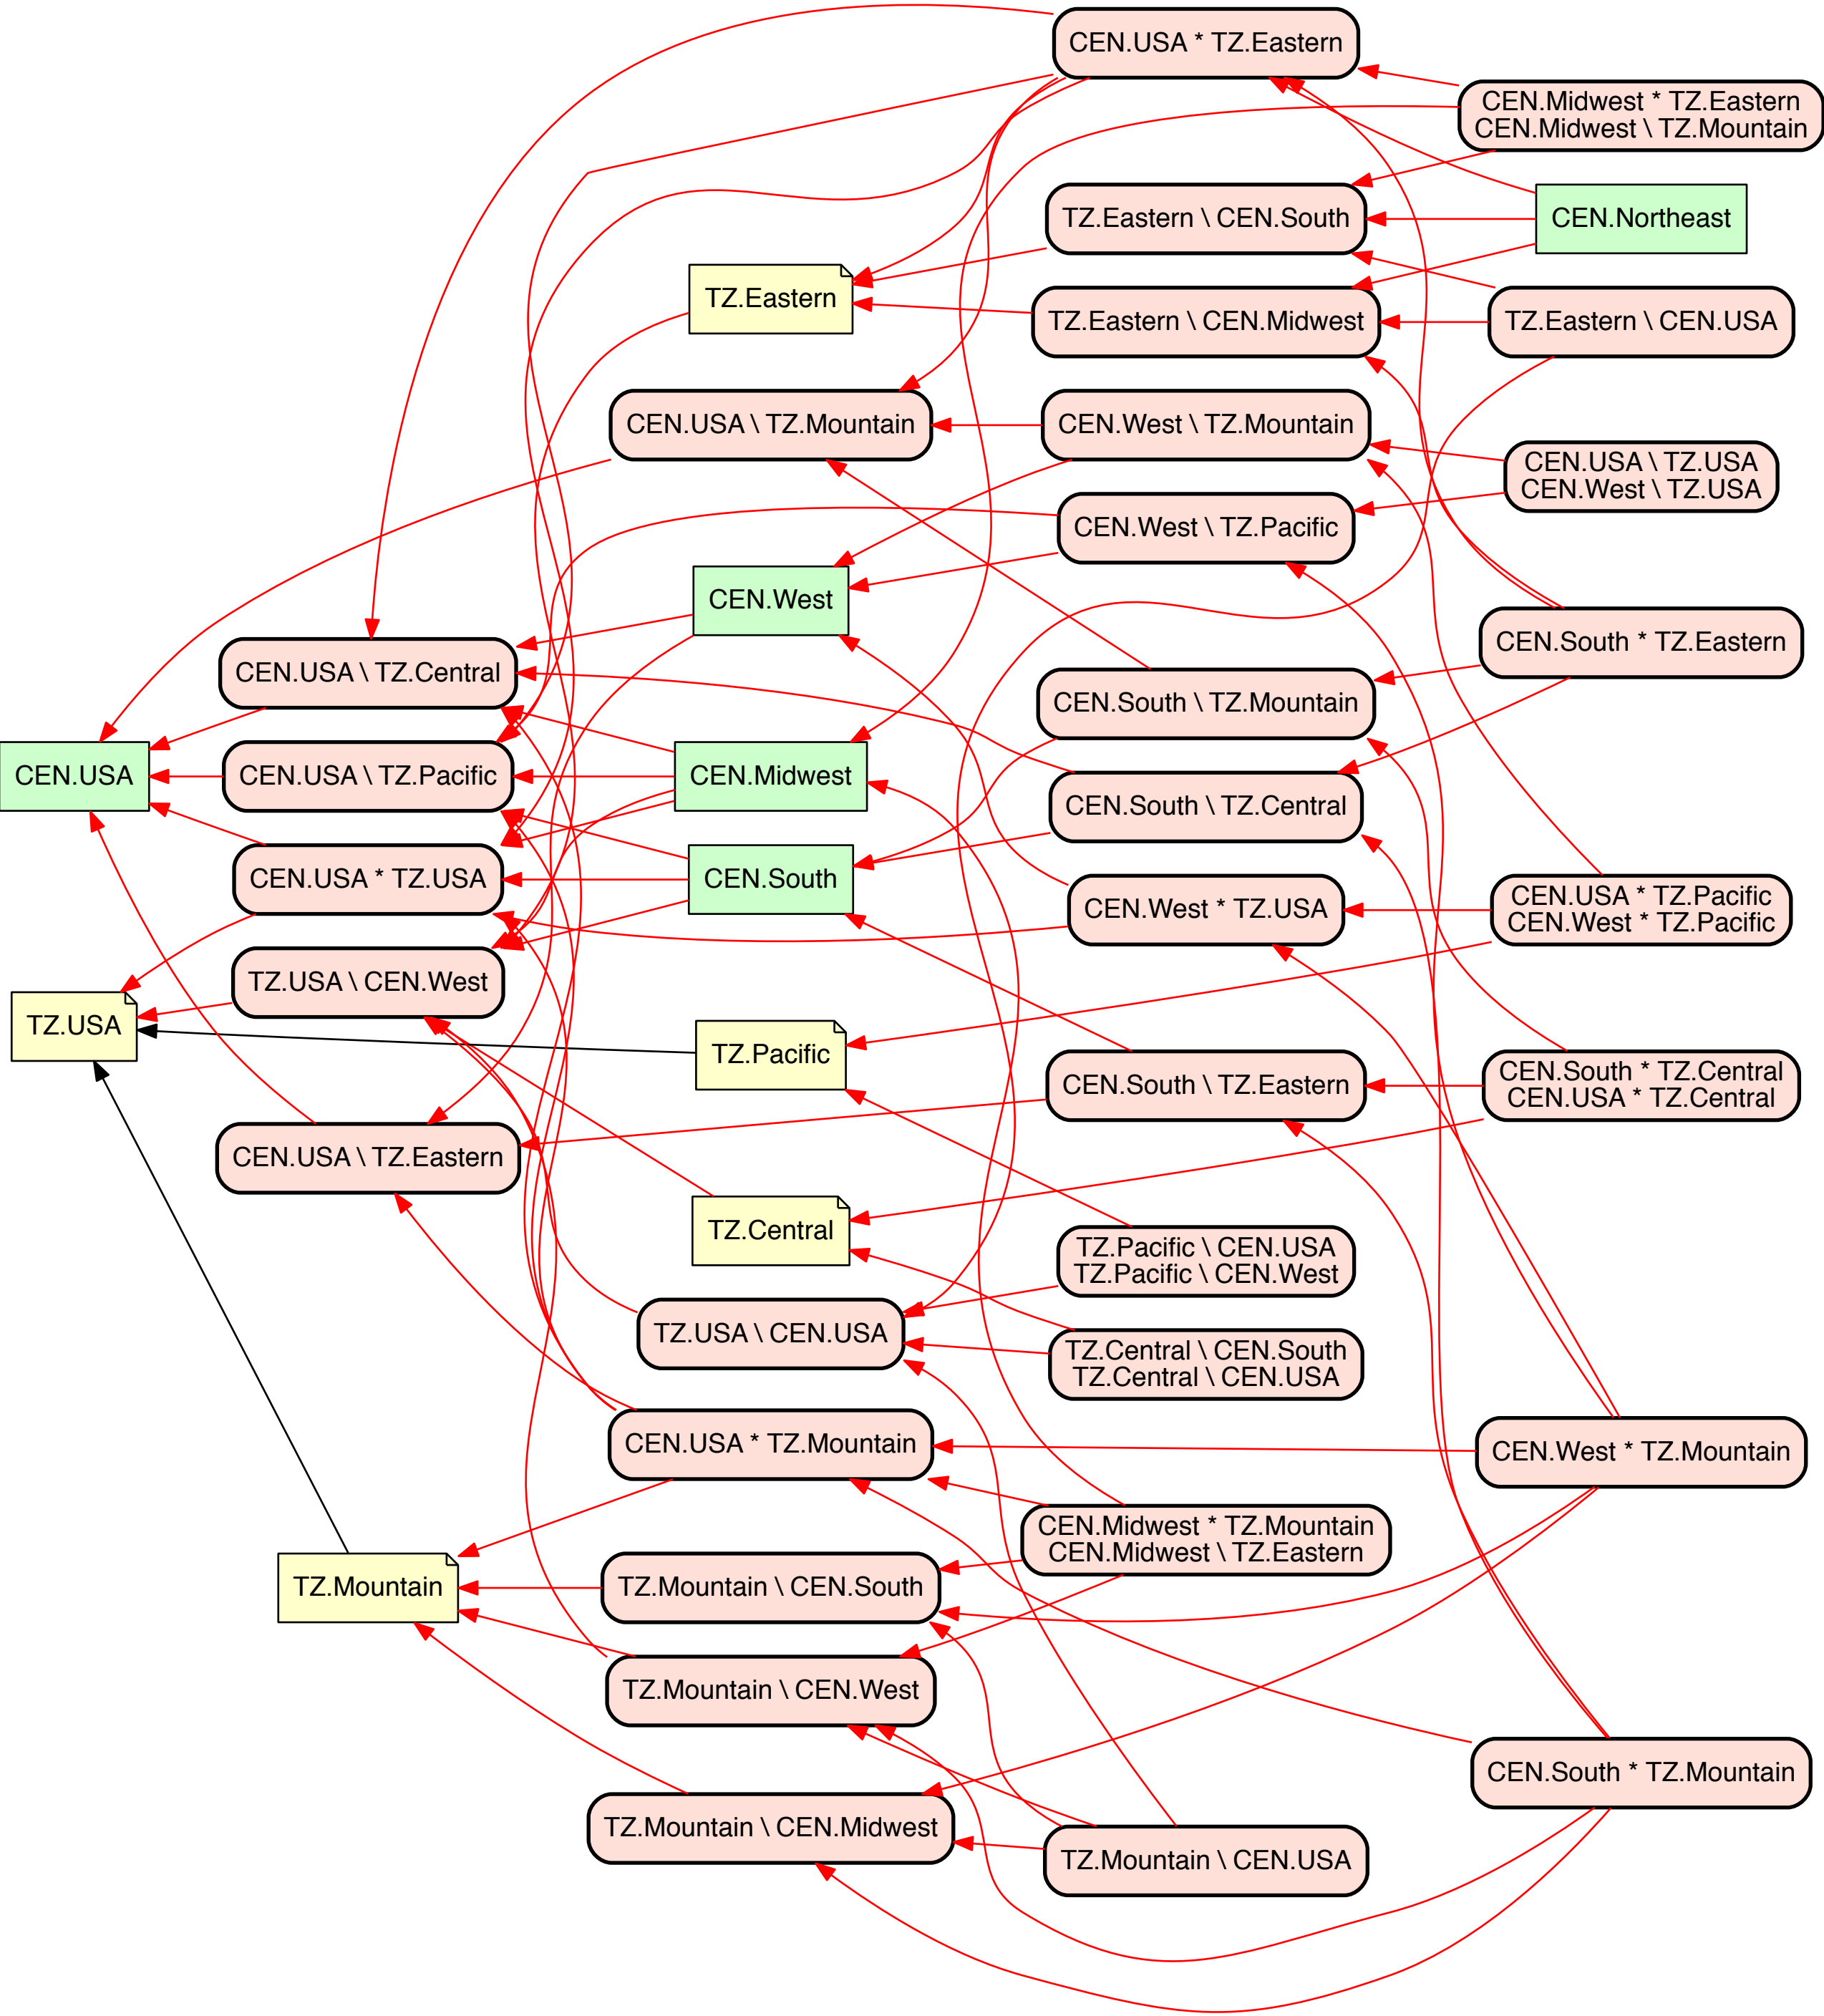 CEN.USA * TZ.Eastern
CEN.Midwest * TZ.Eastern
CEN.Midwest \ TZ.Mountain
TZ.Eastern \ CEN.South
CEN.Northeast
TZ.Eastern
TZ.Eastern \ CEN.Midwest
TZ.Eastern \ CEN.USA
CEN.USA \ TZ.Mountain
CEN.West \ TZ.Mountain
CEN.USA \ TZ.USA
CEN.West \ TZ.USA
CEN.West \ TZ.Pacific
CEN.West
CEN.South * TZ.Eastern
CEN.USA \ TZ.Central
CEN.South \ TZ.Mountain
CEN.USA
CEN.USA \ TZ.Pacific
CEN.Midwest
CEN.South \ TZ.Central
CEN.USA * TZ.USA
CEN.South
CEN.West * TZ.USA
CEN.USA * TZ.Pacific
CEN.West * TZ.Pacific
TZ.USA \ CEN.West
TZ.USA
TZ.Pacific
CEN.South \ TZ.Eastern
CEN.South * TZ.Central
CEN.USA * TZ.Central
CEN.USA \ TZ.Eastern
TZ.Central
TZ.Pacific \ CEN.USA
TZ.Pacific \ CEN.West
TZ.USA \ CEN.USA
TZ.Central \ CEN.South
TZ.Central \ CEN.USA
CEN.USA * TZ.Mountain
CEN.West * TZ.Mountain
CEN.Midwest * TZ.Mountain
CEN.Midwest \ TZ.Eastern
TZ.Mountain
TZ.Mountain \ CEN.South
TZ.Mountain \ CEN.West
CEN.South * TZ.Mountain
TZ.Mountain \ CEN.Midwest
TZ.Mountain \ CEN.USA